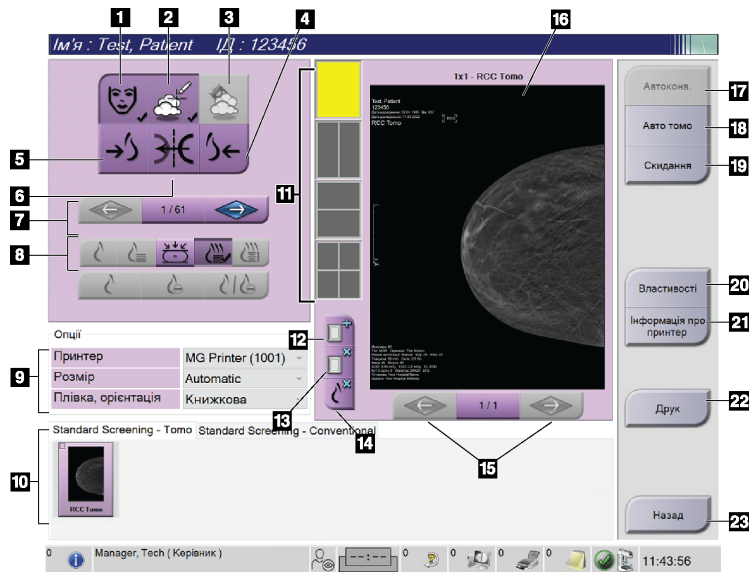 1
2
3
4
16
Ім'я : Test, Patient ІД : 123456
1x1 - RCC Tomo
Test, Patient
123456
RCC Tomo
RCC
5
6
7
1 / 61
8
11
Автоконв.
17
Авто томо
18
Скидання
19
Властивості
20
Інформація про
принтер
21
Опції
9
Принтер
MG Printer (1001)
Розмір
Automatic
Плівка, орієнтація
Книжкова
12
13
14
1 / 1
15
Друк
22
Standard Screening - Tomo
Standard Screening - Conventional
10
RCC Tomo
Назад
23
0
Manager, Tech ( Керівник )
--:--
0
0
0
0
11:43:56